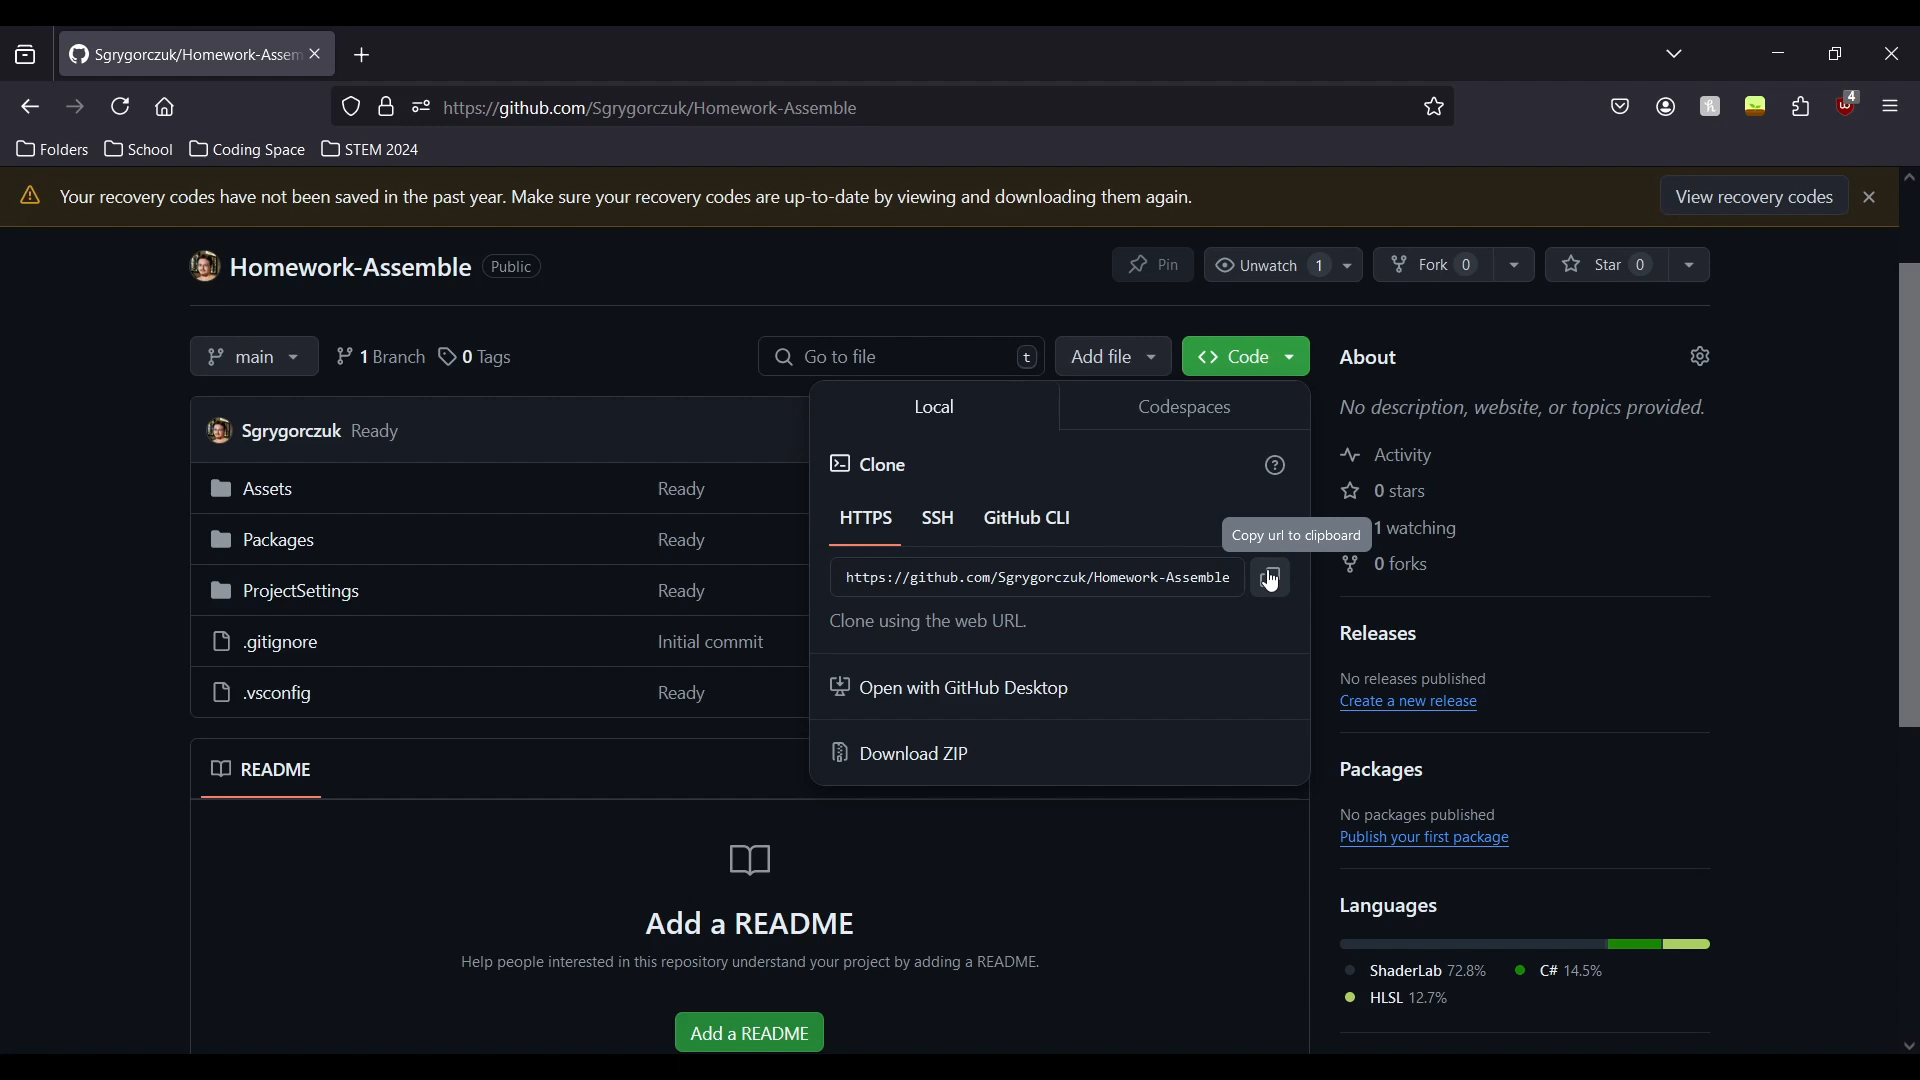 Sgrygorczuk/Homework-Assem
https://github.com/Sgrygorczuk/Homework-Assemble
4
Folders School Coding Space STEM 2024
Your recovery codes have not been saved in the past year. Make sure your recovery codes are up-to-date by viewing and downloading them again. View recovery codes
Homework-Assemble Public Pin Unwatch 1 Fork 0 Star 0
main 1 Branch 0 Tags Go to file t Add file Code
Sgrygorczuk Ready
Assets Ready
Packages Ready
ProjectSettings Ready
.gitignore Initial commit
.vsconfig Ready
Local Codespaces
Clone
HTTPS SSH GitHub CLI
Copy url to clipboard
https://github.com/Sgrygorczuk/Homework-Assemble
Clone using the web URL.
Open with GitHub Desktop
Download ZIP
README
Add a README
Help people interested in this repository understand your project by adding a README.
Add a README
About
No description, website, or topics provided.
Activity
0 stars
1 watching
0 forks
Releases
No releases published
Create a new release
Packages
No packages published
Publish your first package
Languages
ShaderLab 72.8% C# 14.5%
HLSL 12.7%